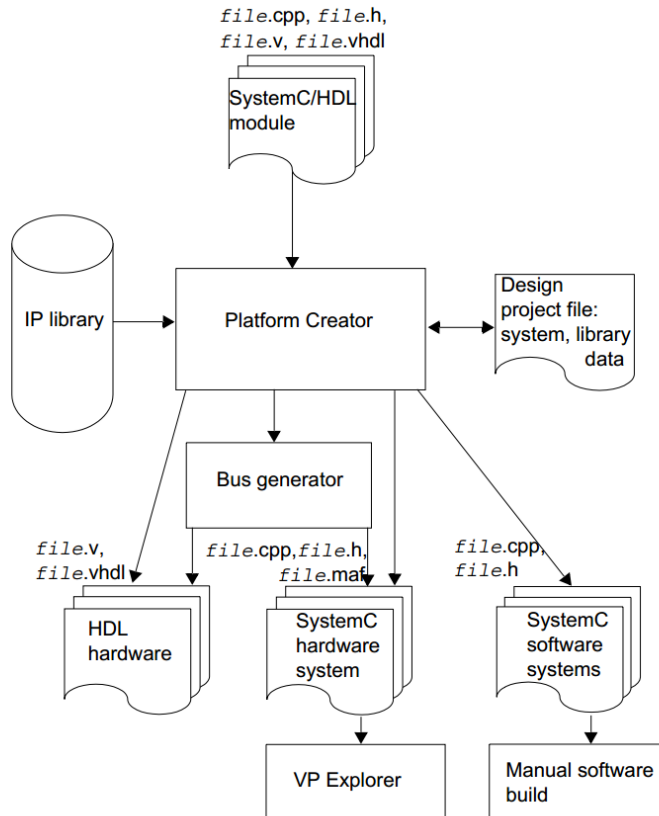 file.cpp, file.h,
file.v, file.vhdl
SystemC/HDL
module
IP library
Platform Creator
Design
project file:
system, library
data
Bus generator
file.v,
file.vhdl
file.cpp,file.h,
file.maf
file.cpp,
file.h
HDL
hardware
SystemC
hardware
system
SystemC
software
systems
VP Explorer
Manual software
build